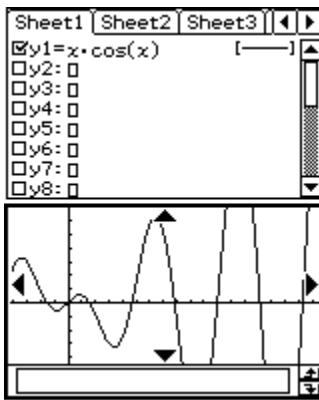 Sheet1 Sheet2 Sheet3
y1=x·cos(x) [——]
y2:▯
y3:▯
y4:▯
y5:▯
y6:▯
y7:▯
y8:▯